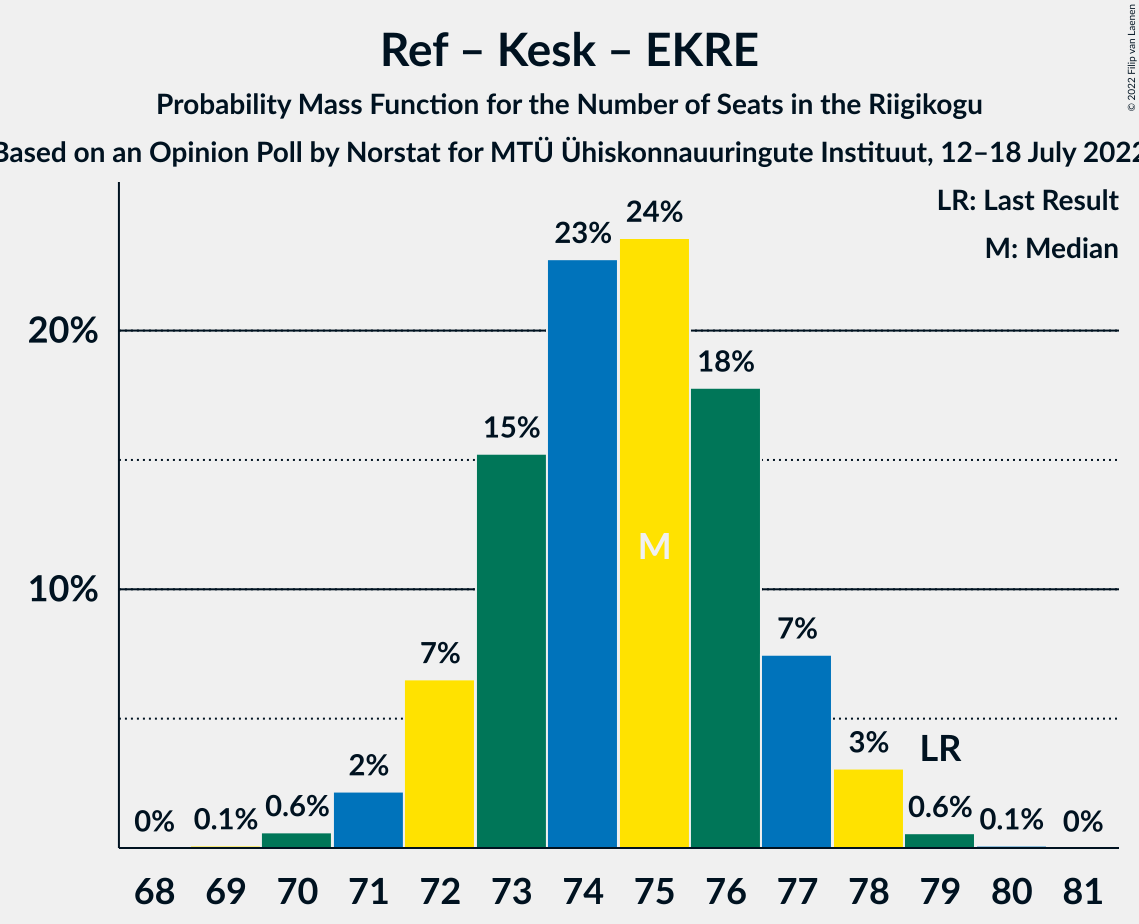 Ref – Kesk – EKRE
Probability Mass Function for the Number of Seats in the Riigikogu
Based on an Opinion Poll by Norstat for MTÜ Ühiskonnauuringute Instituut, 12–18 July 2022
© 2022 Filip van Laenen
LR: Last Result
M: Median
20%
10%
0%
0.1%
0.6%
2%
7%
15%
23%
24%
18%
7%
3%
0.6%
0.1%
0%
M
LR
68 69 70 71 72 73 74 75 76 77 78 79 80 81